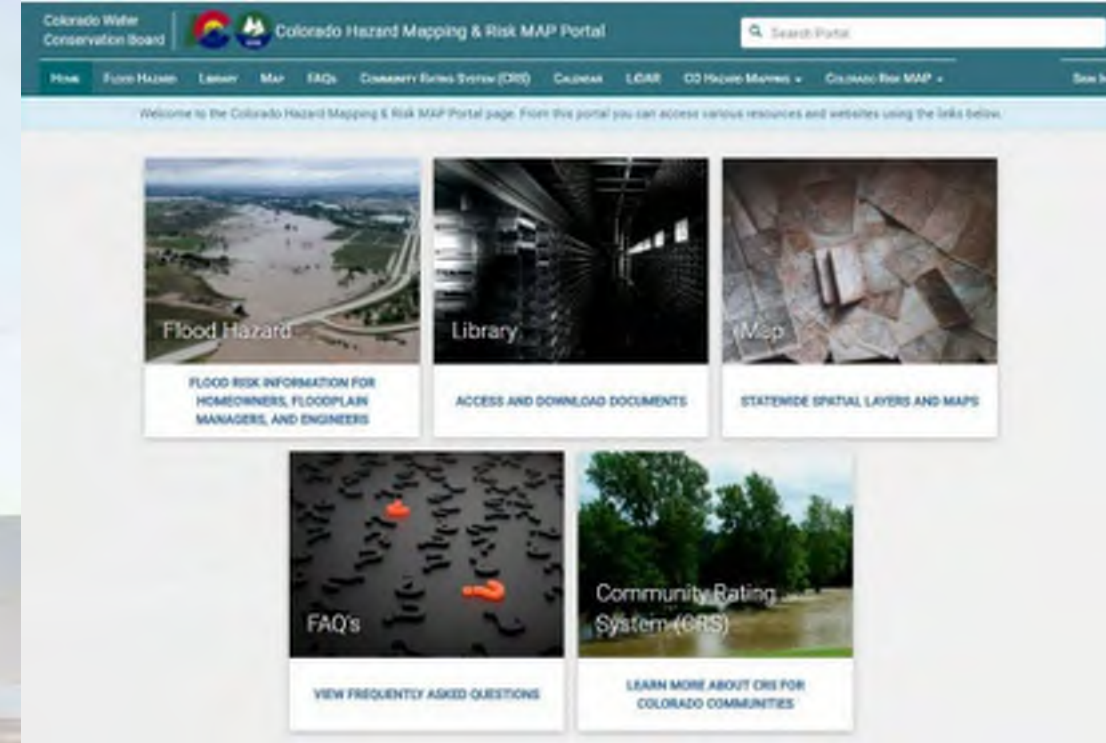 Colorado Water
Conservation Board
Colorado Hazard Mapping & Risk MAP Portal
Search Portal
HOME FLOOD HAZARD LIBRARY MAP FAQS COMMUNITY RATING SYSTEM (CRS) CALENDAR LIDAR CO HAZARD MAPPING COLORADO RISK MAP SIGN
Welcome to the Colorado Hazard Mapping & Risk MAP Portal page. From this portal you can access various resources and websites using the links below.
Flood Hazard
Library
Map
FLOOD RISK INFORMATION FOR
HOMEOWNERS, FLOODPLAIN
MANAGERS, AND ENGINEERS
ACCESS AND DOWNLOAD DOCUMENTS
STATEWIDE SPATIAL LAYERS AND MAPS
FAQ's
Community Rating
System (CRS)
VIEW FREQUENTLY ASKED QUESTIONS
LEARN MORE ABOUT CRS FOR
COLORADO COMMUNITIES